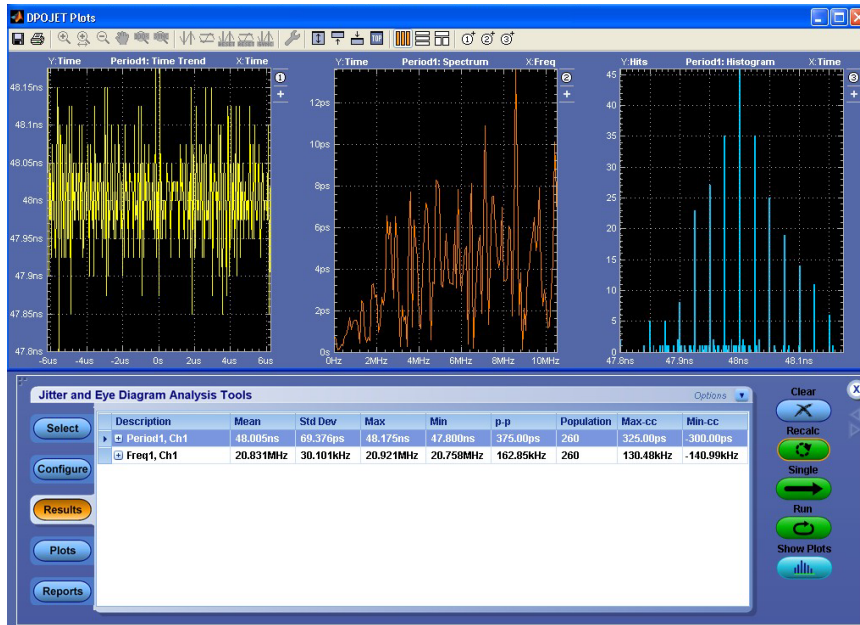 DPOJET Plots
TOP
1+ 2+ 3+
Y:Time Period1: Time Trend X:Time
1
+
48.15ns
48.1ns
48.05ns
48ns
47.95ns
47.9ns
47.85ns
47.8ns
-6us -4us -2us 0s 2us 4us 6us
Y:Time Period1: Spectrum X:Freq
2
+
12ps
10ps
8ps
6ps
4ps
2ps
0s
0Hz 2MHz 4MHz 6MHz 8MHz 10MHz
Y:Hits Period1: Histogram X:Time
3
+
45
40
35
30
25
20
15
10
5
0
47.8ns 47.9ns 48ns 48.1ns
Jitter and Eye Diagram Analysis Tools
Options
Select
Configure
Results
Plots
Reports
Description Mean Std Dev Max Min p-p Population Max-cc Min-cc
Period1, Ch1 48.005ns 69.376ps 48.175ns 47.800ns 375.00ps 260 325.00ps -300.00ps
Freq1, Ch1 20.831MHz 30.101kHz 20.921MHz 20.758MHz 162.85kHz 260 130.48kHz -140.99kHz
Clear
Recalc
Single
Run
Show Plots